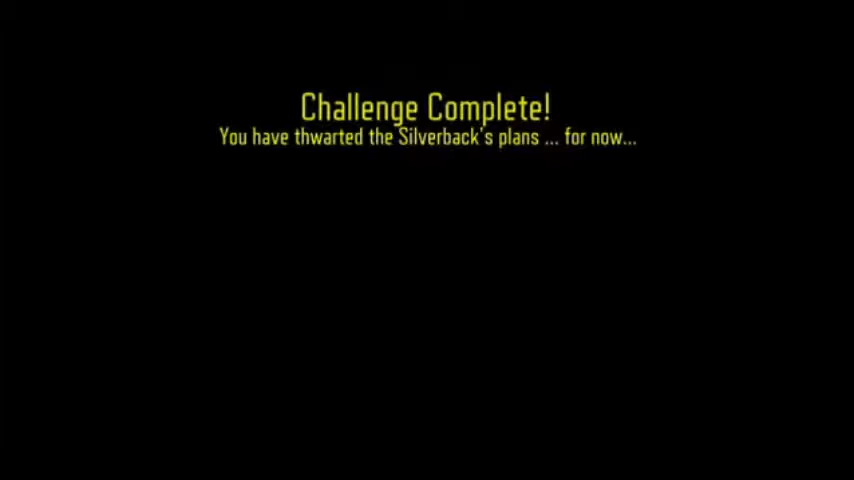 Challenge Complete!
You have thwarted the Silverback's plans ... for now...